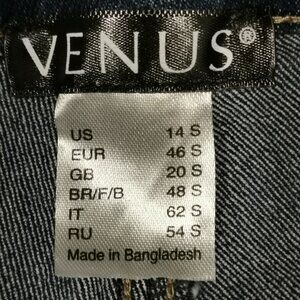 VENUS®
US 14 S
EUR 46 S
GB 20 S
BR/F/B 48 S
IT 62 S
RU 54 S
Made in Bangladesh